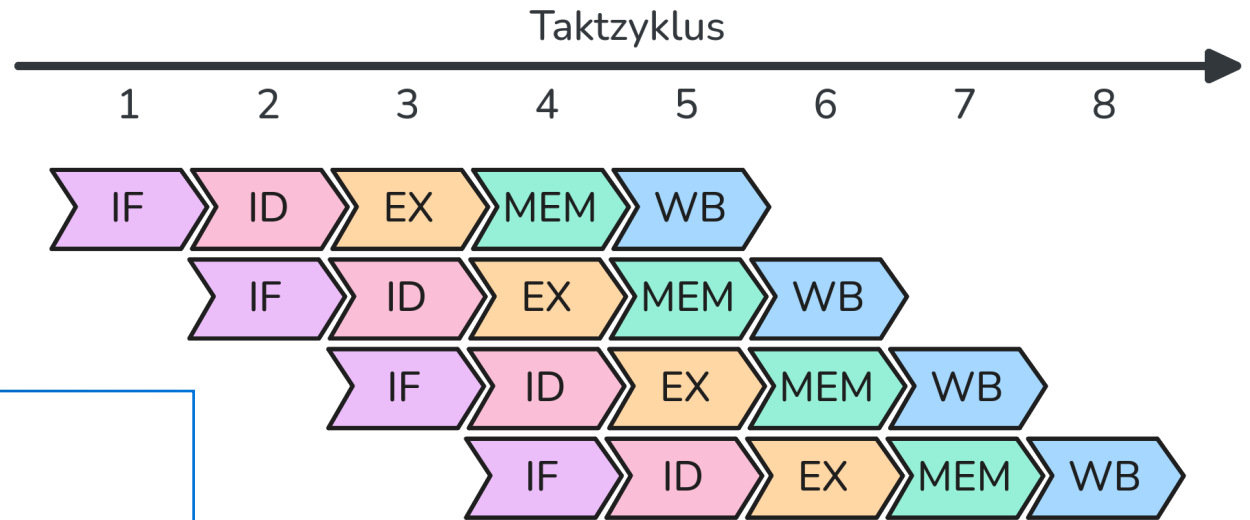 Taktzyklus
1 2 3 4 5 6 7 8
IF ID EX MEM WB
IF ID EX MEM WB
IF ID EX MEM WB
IF ID EX MEM WB